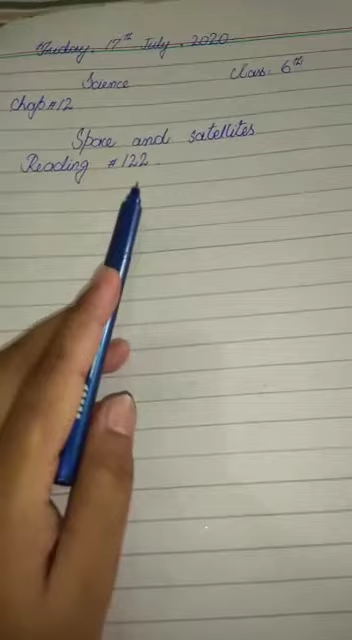 Friday, 17th July, 2020
Science Class: 6th
Chap#12
Space and satellites
Reading #122